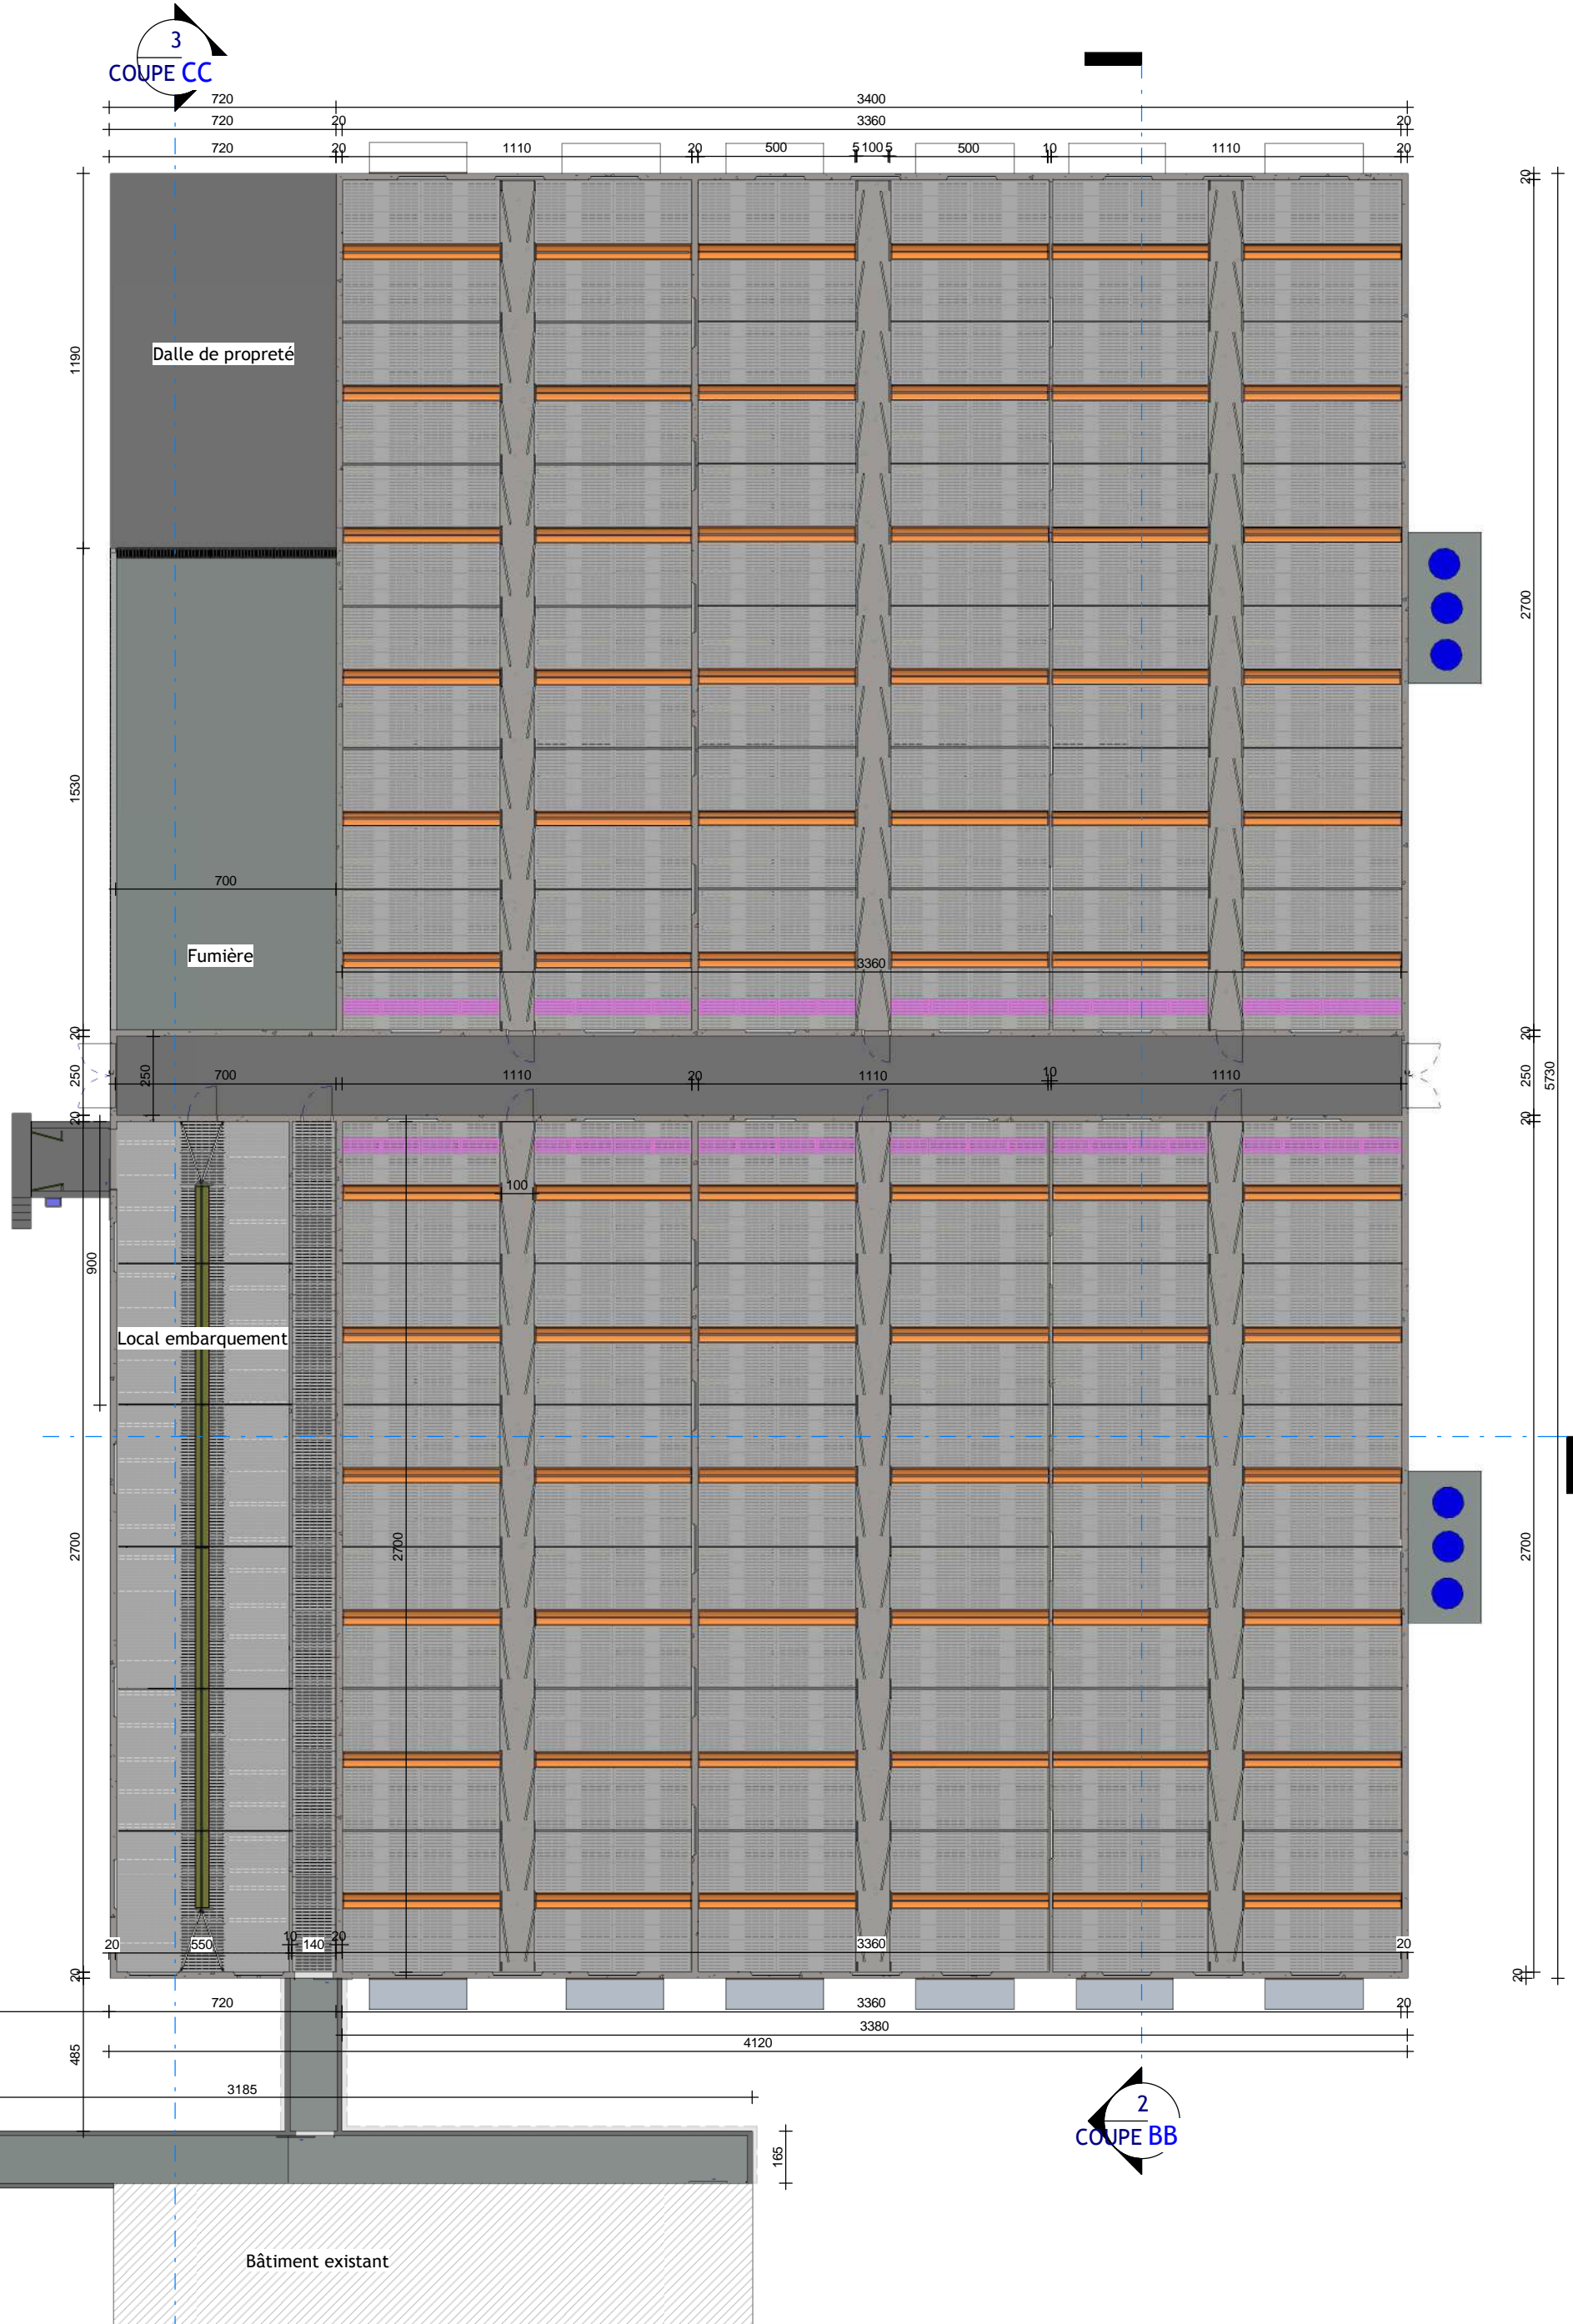 3
COUPE CC
720 3400
720 20 3360 20
720 20 1110 20 500 5 100 5 500 10 1110 20
20
Dalle de propreté
1190
2700
1530
5730
700
Fumière
3360
20 20
250 250 700 1110 20 1110 10 1110 250
20 20
100
900
Local embarquement
2700 2700 2700
20 550 10 140 20 3360 20
20 20
720 3360 20
3380
4120
485
3185
2
COUPE BB
165
Bâtiment existant